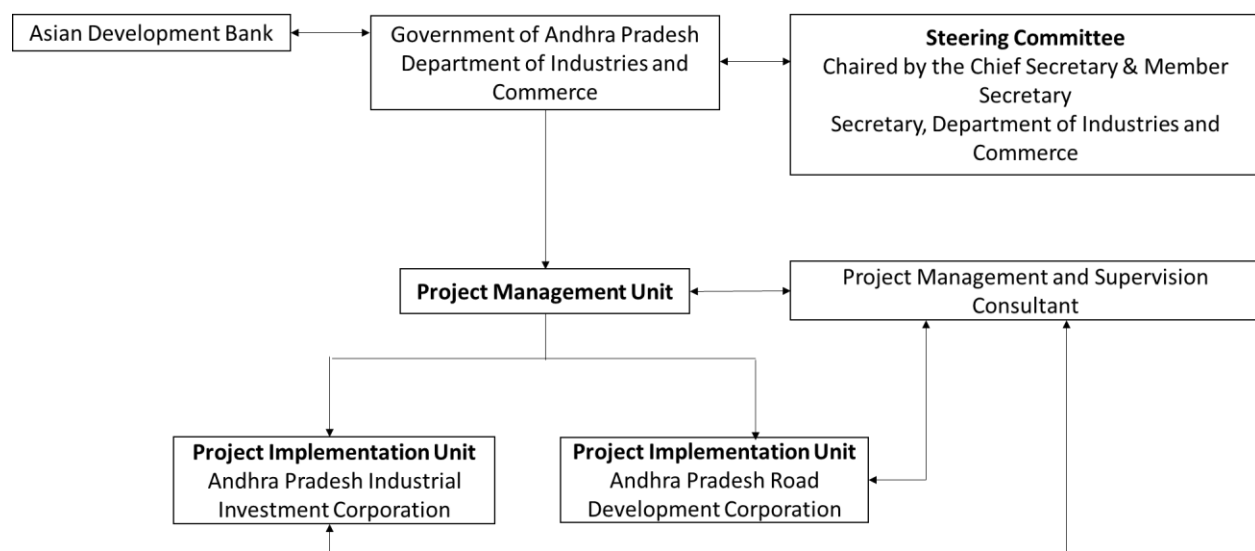 Asian Development Bank
Government of Andhra Pradesh
Department of Industries and
Commerce
Steering Committee
Chaired by the Chief Secretary & Member
Secretary
Secretary, Department of Industries and
Commerce
Project Management Unit
Project Management and Supervision
Consultant
Project Implementation Unit
Andhra Pradesh Industrial
Investment Corporation
Project Implementation Unit
Andhra Pradesh Road
Development Corporation